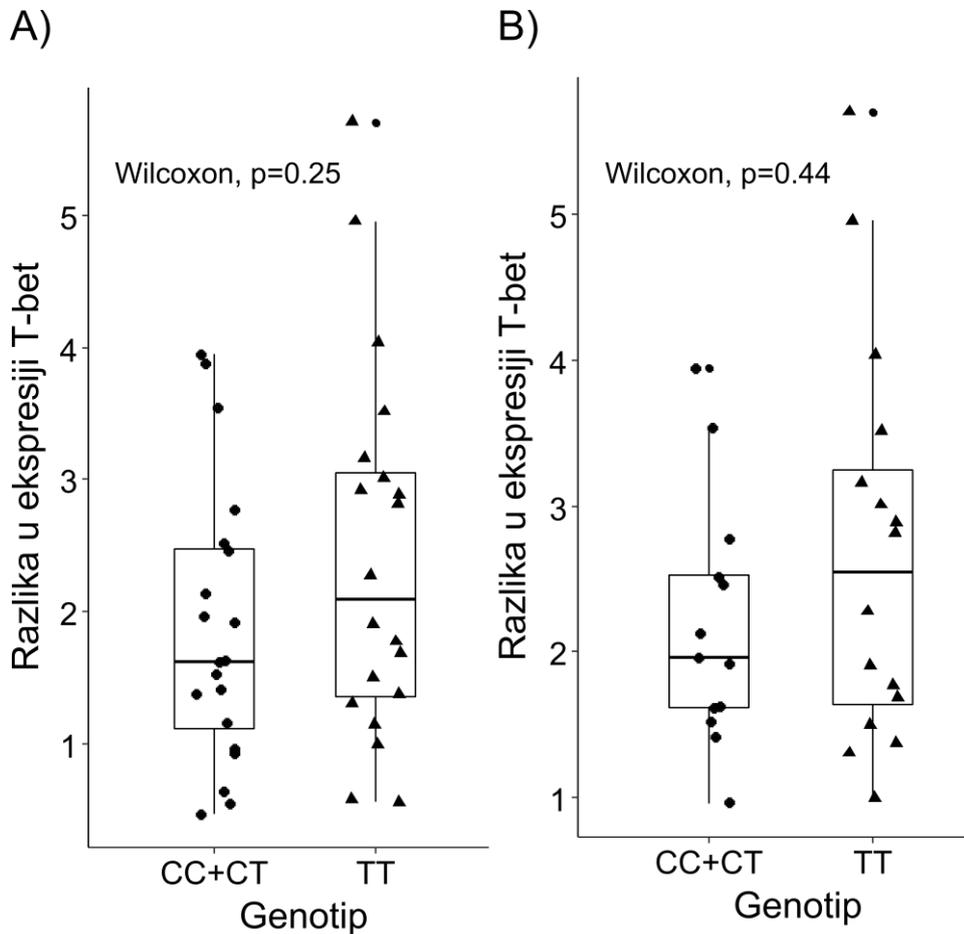 A)
Wilcoxon, p=0.25
Razlika u ekspresiji T-bet
5
4
3
2
1
CC+CT TT
Genotip
B)
Wilcoxon, p=0.44
Razlika u ekspresiji T-bet
5
4
3
2
1
CC+CT TT
Genotip